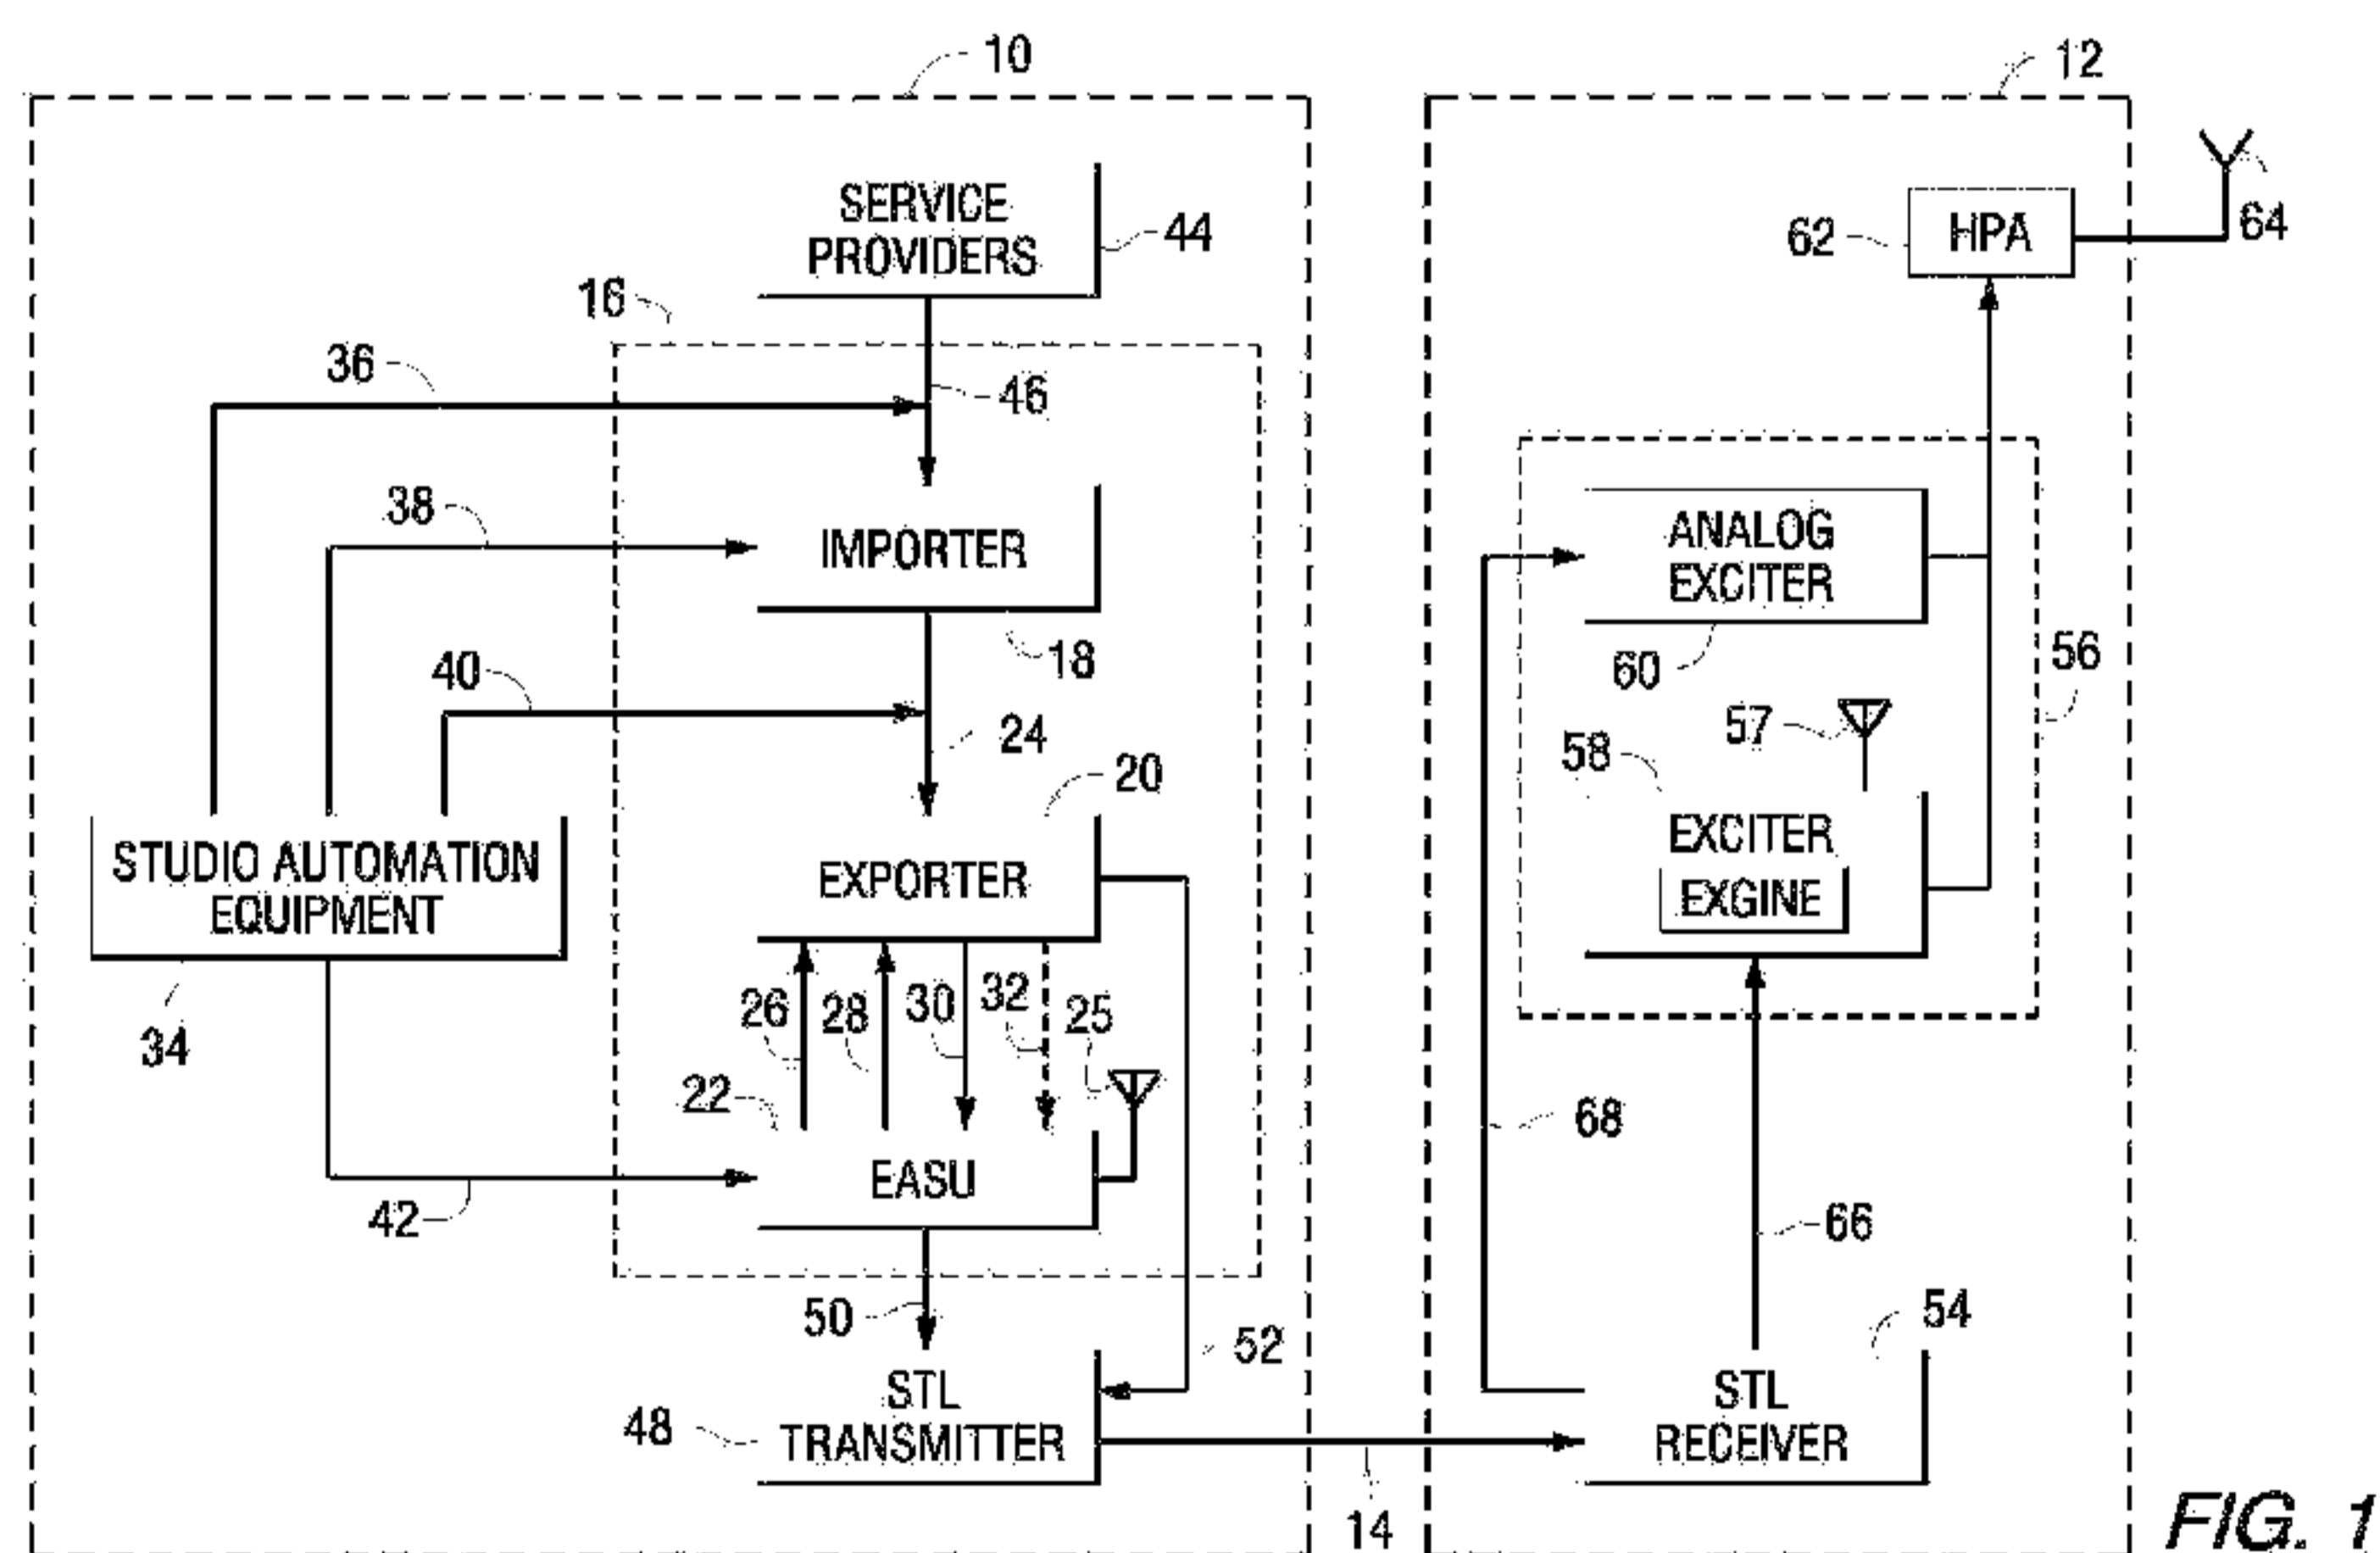 10
12
SERVICE
PROVIDERS
44
62
HPA
64
16
36
46
38
IMPORTER
ANALOG
EXCITER
18
60
56
40
24
57
58
20
STUDIO AUTOMATION
EQUIPMENT
EXPORTER
EXCITER
EXGINE
34
26
28
30
32
25
22
68
EASU
42
66
50
52
54
STL
TRANSMITTER
48
STL
RECEIVER
14
FIG. 1